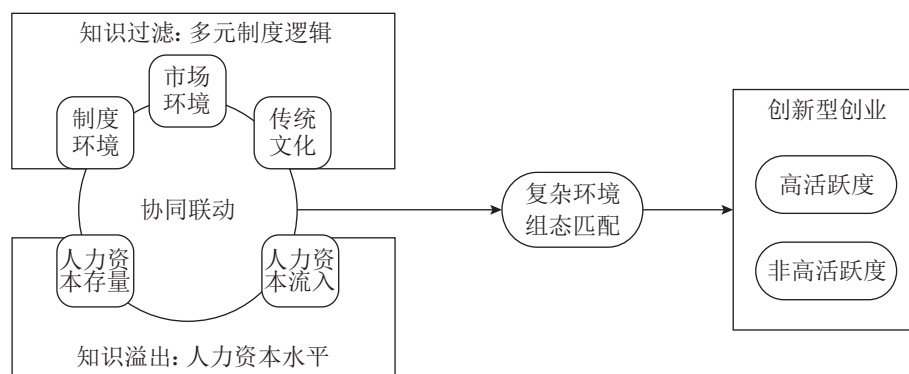 知识过滤: 多元制度逻辑
市场
环境
制度
环境
传统
文化
协同联动
人力资
本存量
人力资
本流入
知识溢出: 人力资本水平
复杂环境
组态匹配
创新型创业
高活跃度
非高活跃度